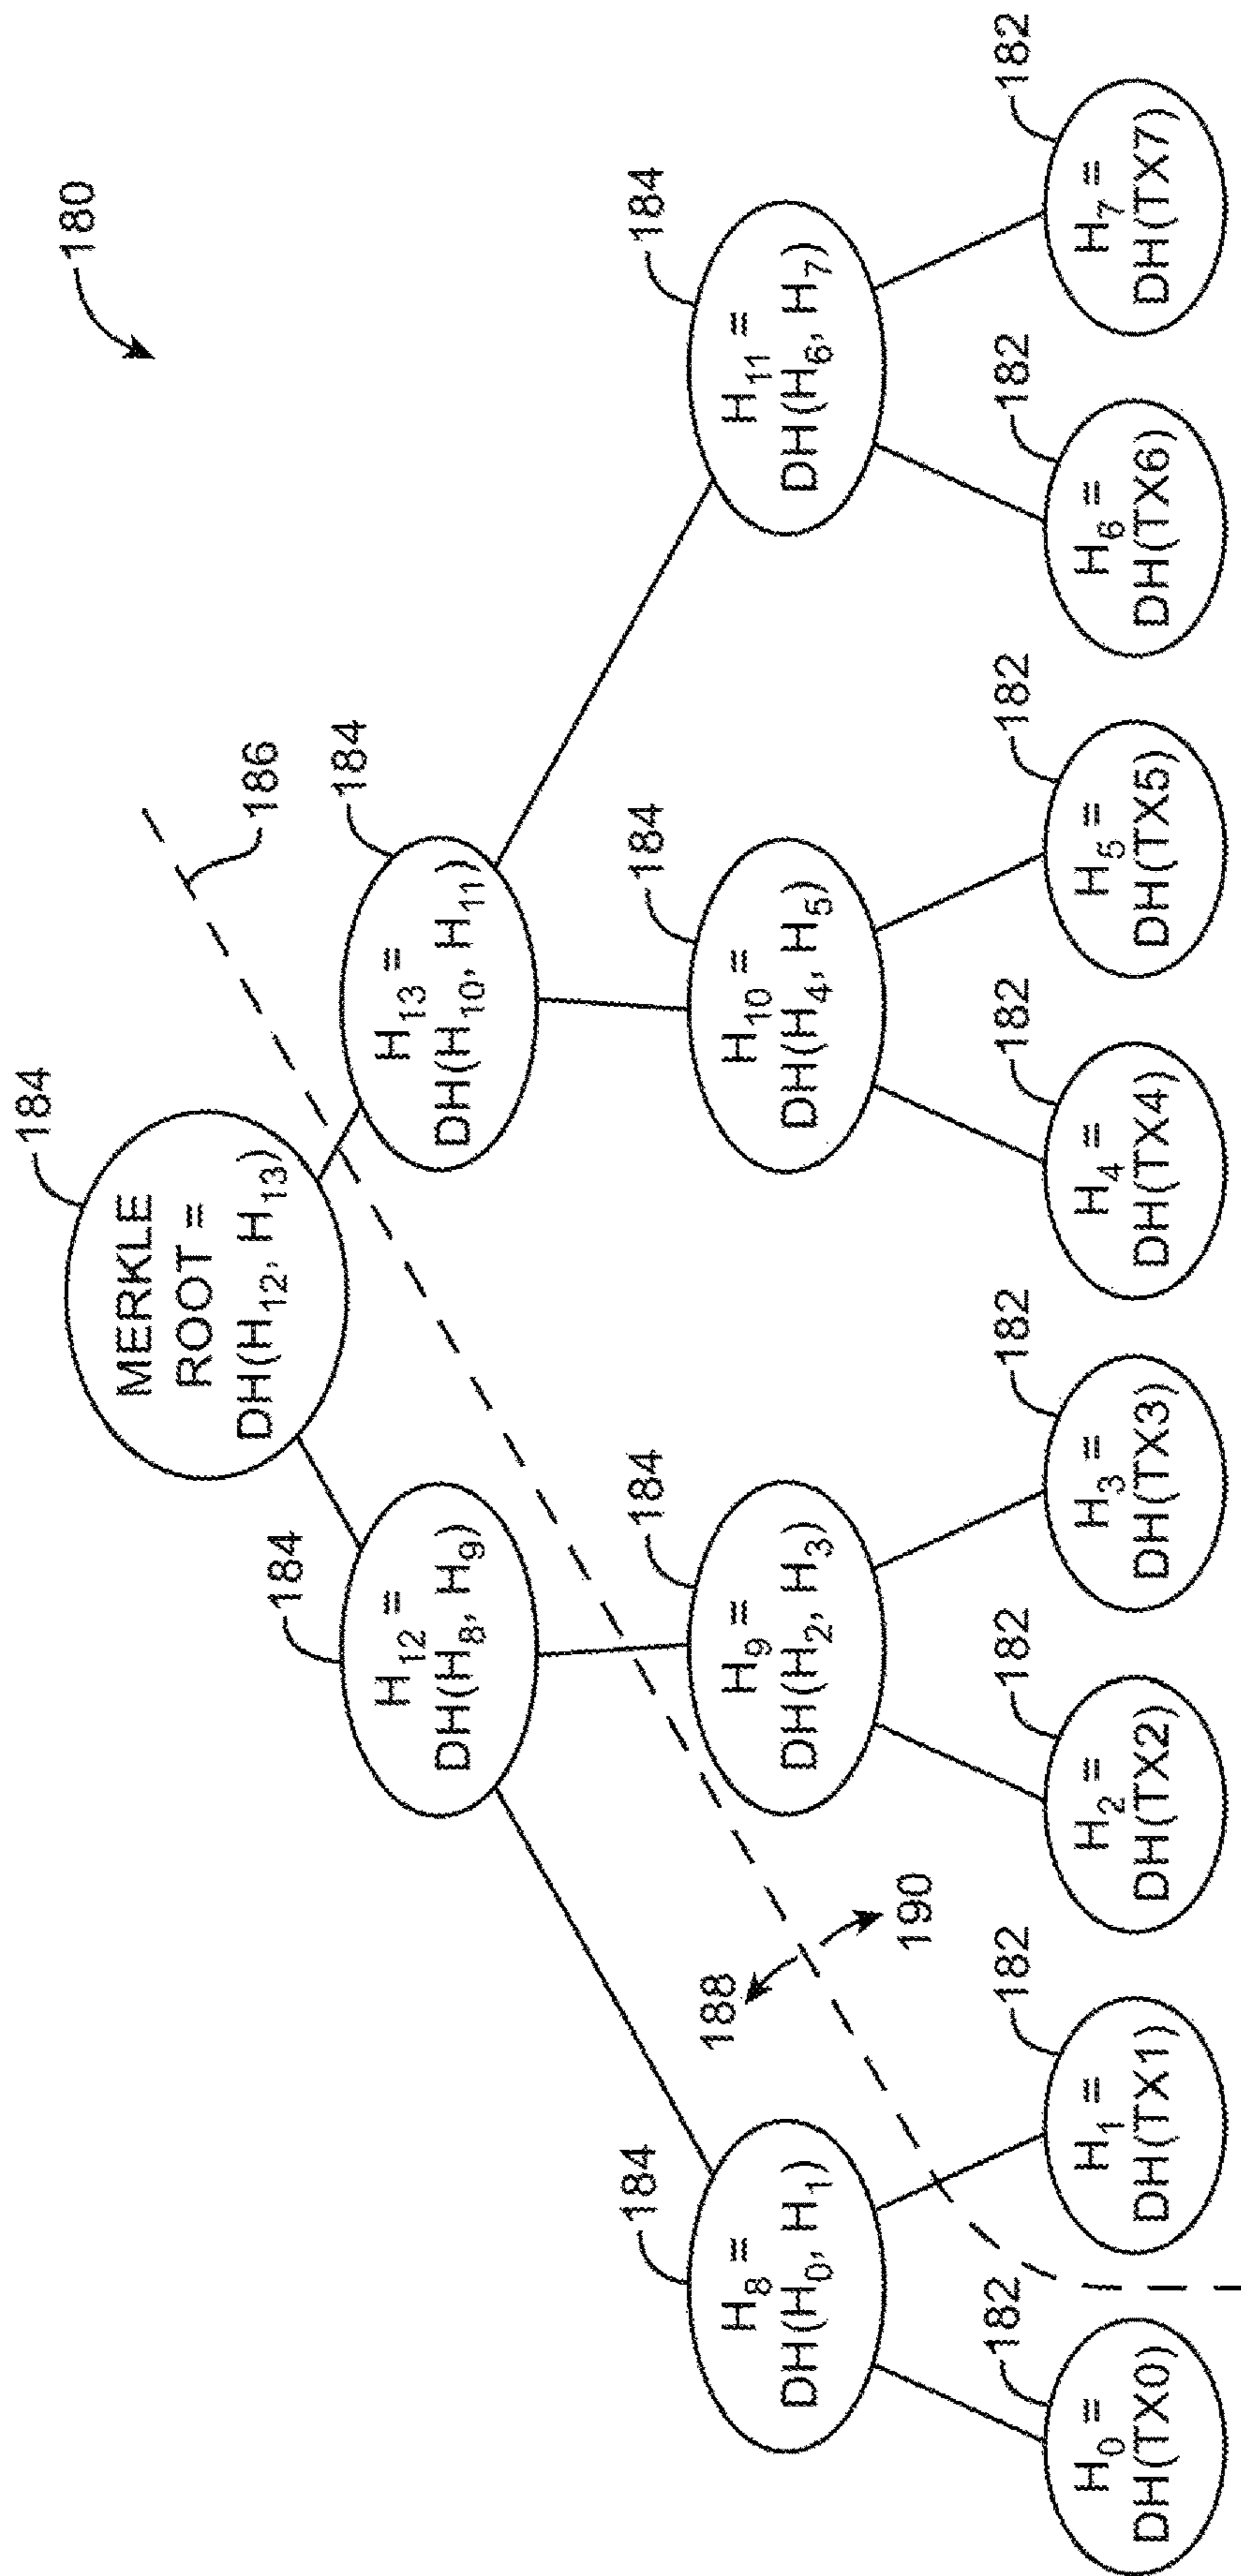 180
184
MERKLE
ROOT =
DH(H₁₂, H₁₃)
186
184
H₁₂ =
DH(H₈, H₉)
184
H₁₃ =
DH(H₁₀, H₁₁)
184
H₈ =
DH(H₀, H₁)
188
190
184
H₉ =
DH(H₂, H₃)
184
H₁₀ =
DH(H₄, H₅)
184
H₁₁ =
DH(H₆, H₇)
182
H₀ =
DH(TX0)
182
H₁ =
DH(TX1)
182
H₂ =
DH(TX2)
182
H₃ =
DH(TX3)
182
H₄ =
DH(TX4)
182
H₅ =
DH(TX5)
182
H₆ =
DH(TX6)
182
H₇ =
DH(TX7)